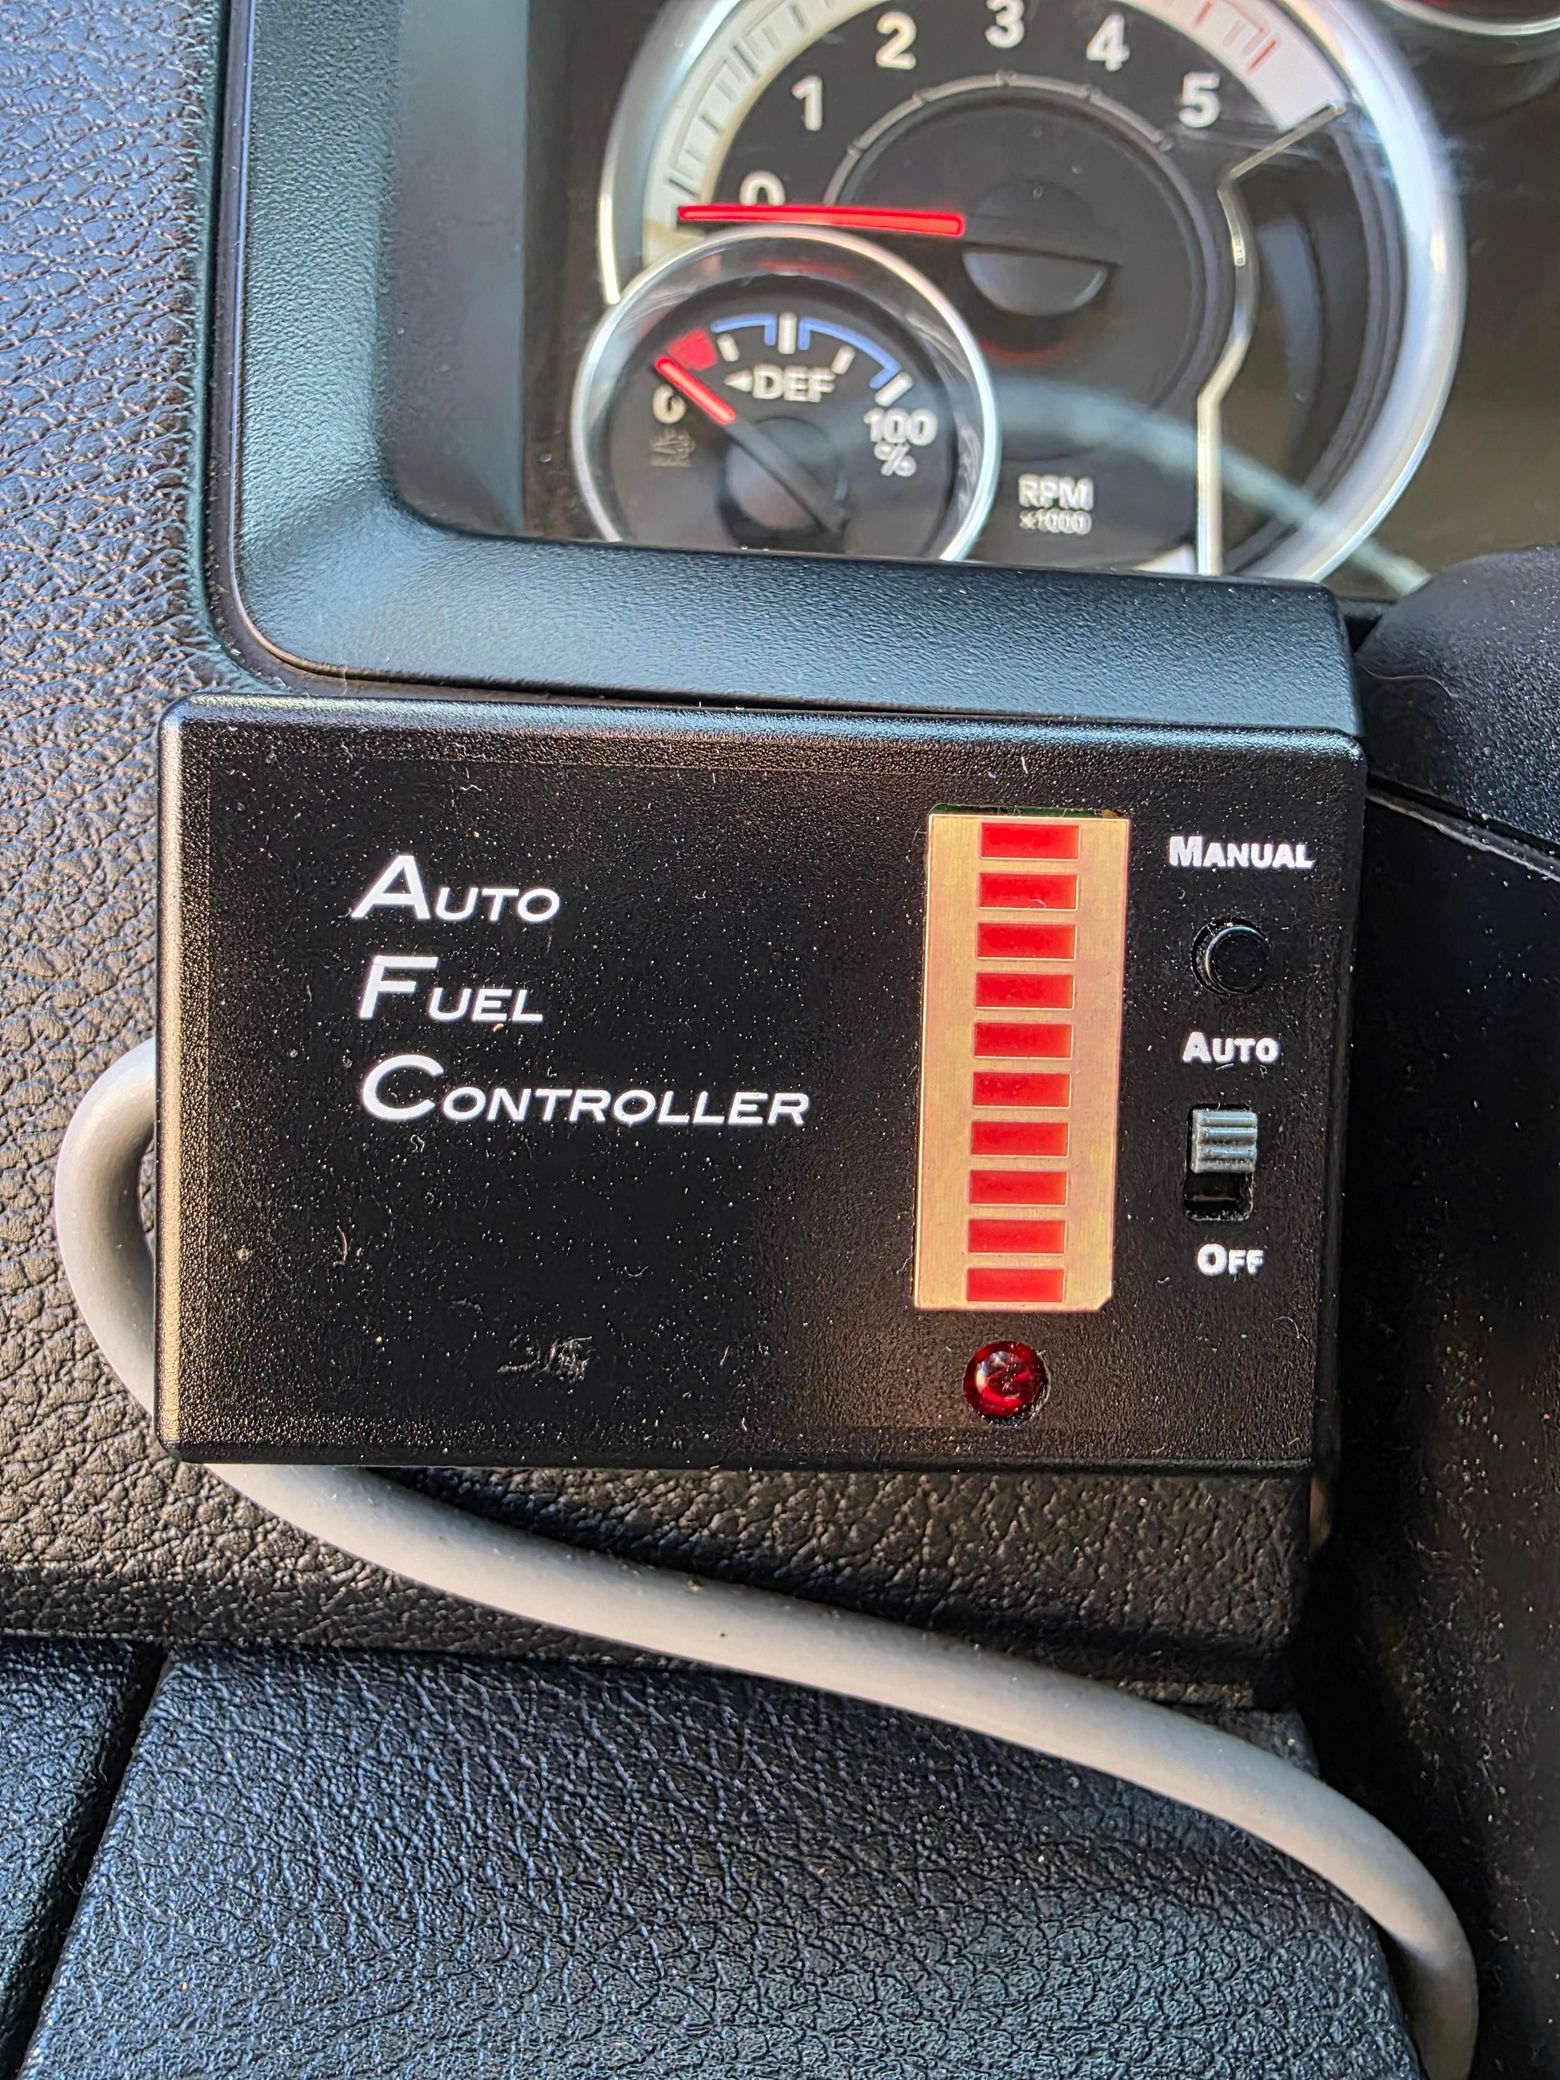 0 1 2 3 4 5
DEF
0 100
%
RPM
x1000
AUTO
FUEL
CONTROLLER
MANUAL
AUTO
OFF